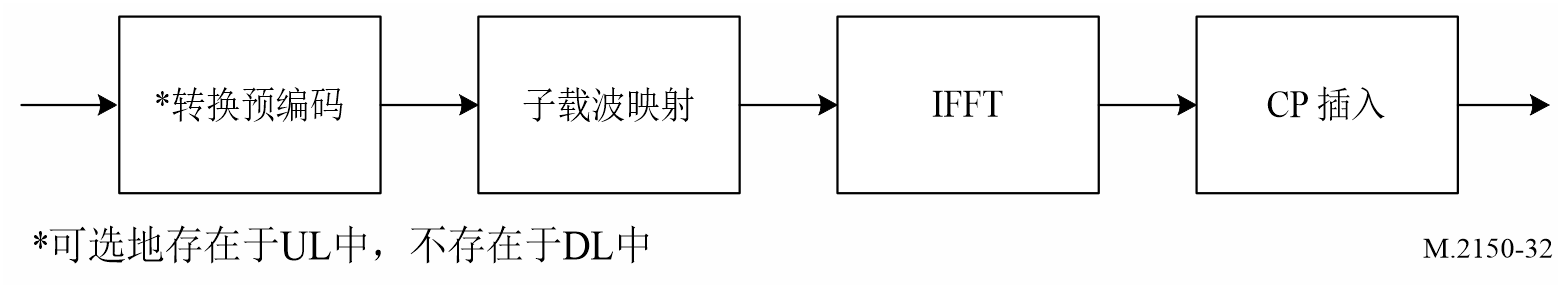 *转换预编码
子载波映射
IFFT
CP 插入
*可选地存在于UL中，不存在于DL中
M.2150-32